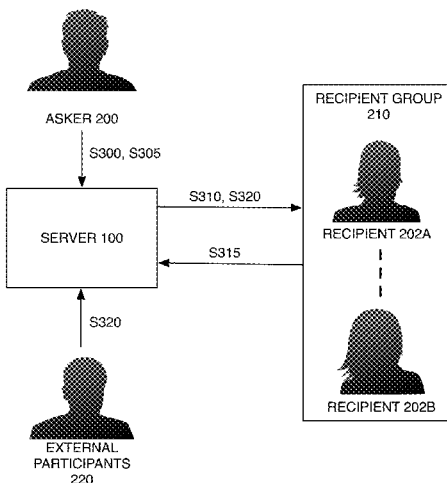 ASKER 200
S300, S305
SERVER 100
S310, S320
S315
S320
EXTERNAL
PARTICIPANTS
220
RECIPIENT GROUP
210
RECIPIENT 202A
RECIPIENT 202B